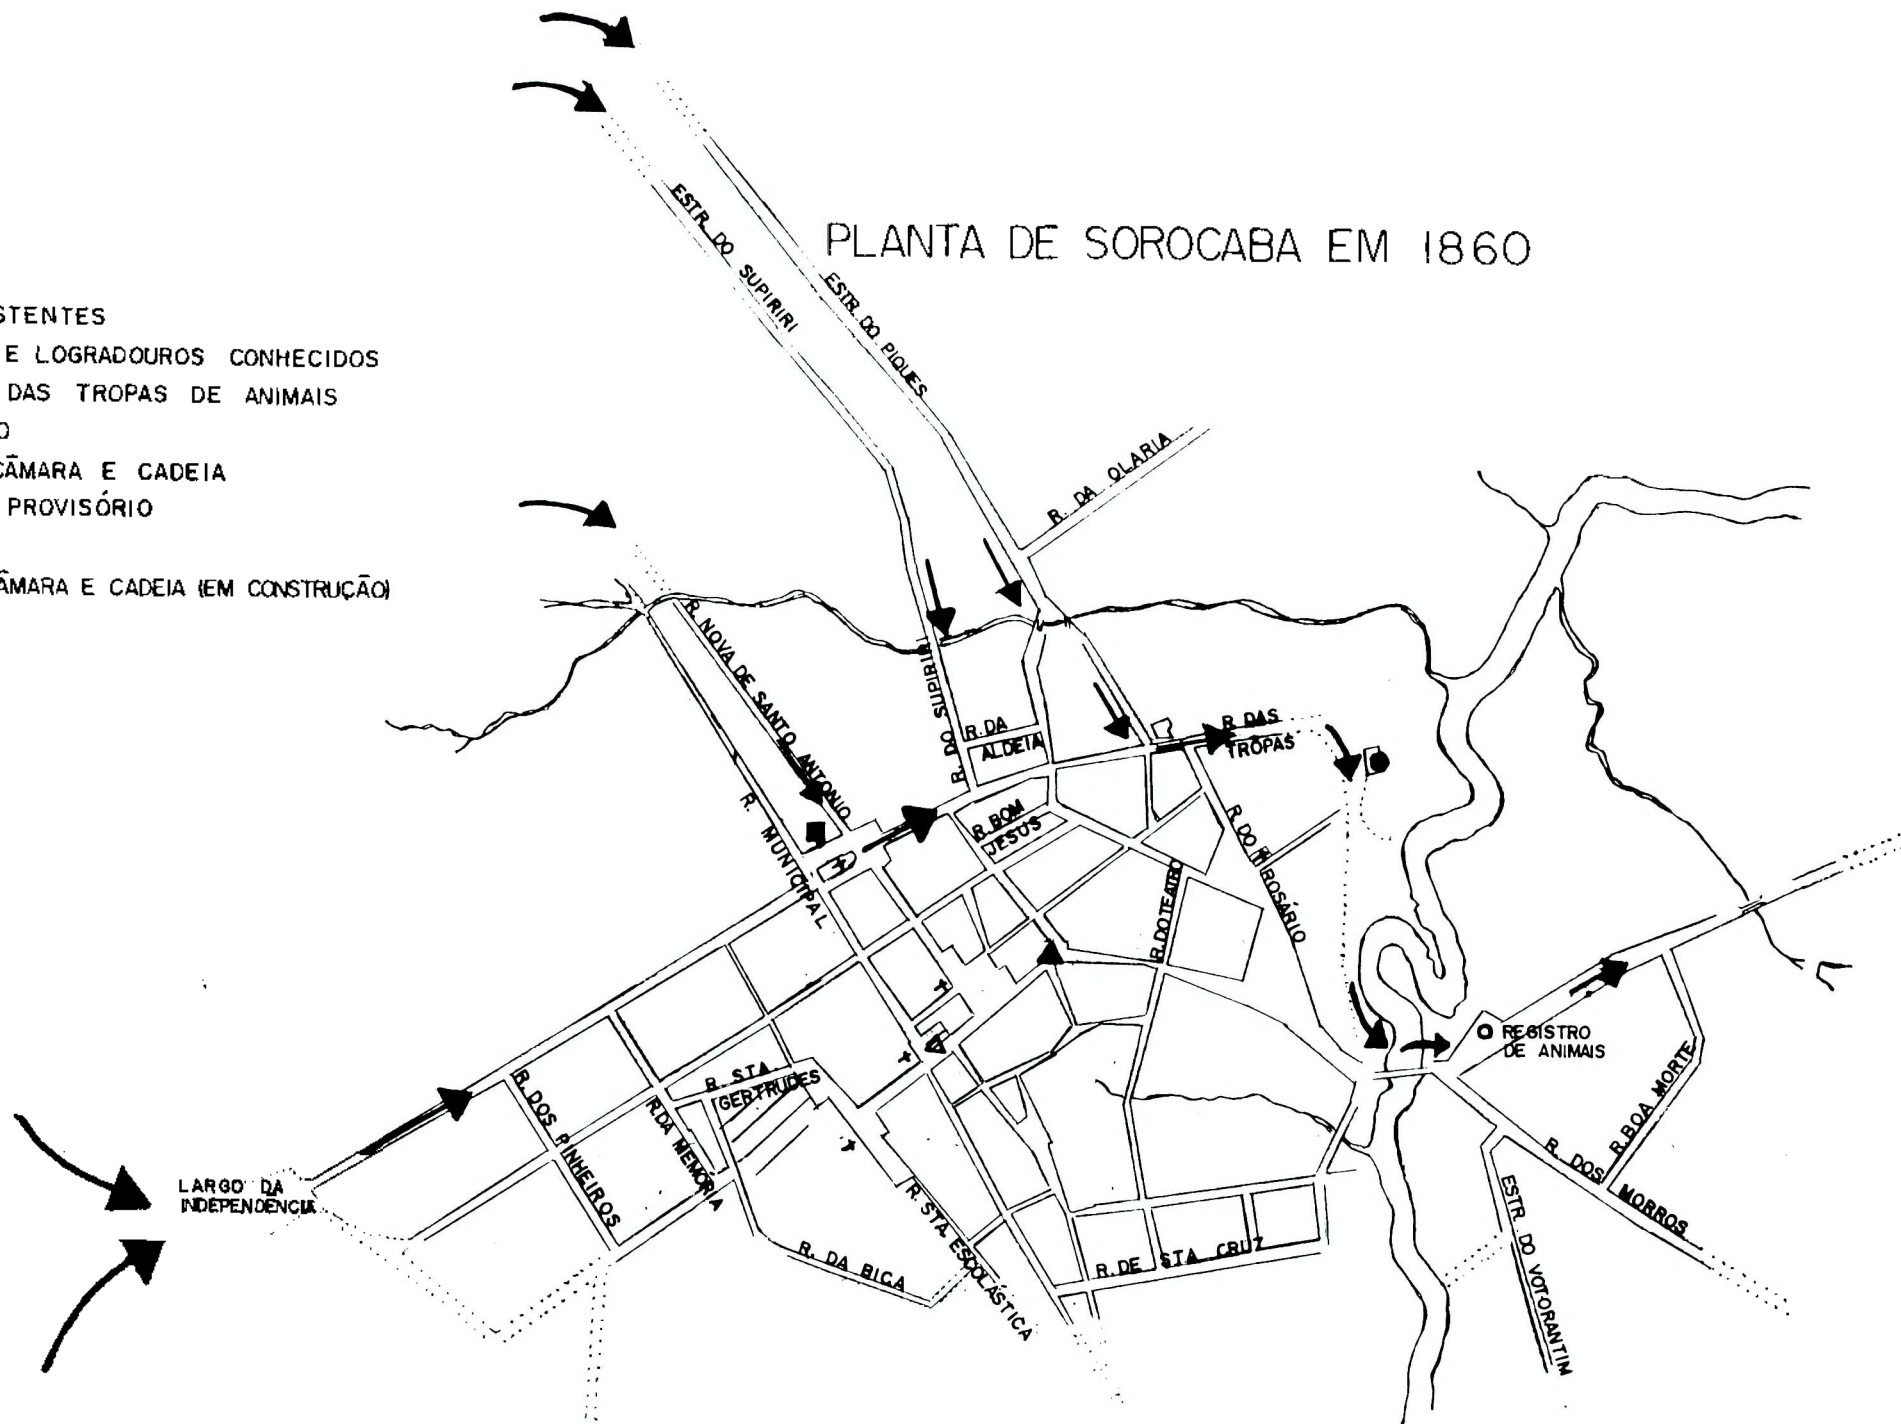 PLANTA DE SOROCABA EM 1860
STENTES
E LOGRADOUROS CONHECIDOS
DAS TROPAS DE ANIMAIS
O
CÂMARA E CADEIA
PROVISÓRIO
ÂMARA E CADEIA (EM CONSTRUÇÃO)
ESTR. DO SUPIRIRI
ESTR. DO PIQUES
R. DA OLARIA
R. NOVA DE SANTO ANTONIO
R. MUNICIPAL
R. DO SUPIRIRI
R. DA
ALDEIA
R. DAS
TROPAS
R. BOM
JESUS
R. DO ROSÁRIO
R. DO TEATRO
REGISTRO
DE ANIMAIS
R. BOA MORTE
R. DOS MORROS
ESTR. DO VOTORANTIM
R. STA.
GERTRUDES
R. DOS PINHEIROS
R. DA MEMÓRIA
LARGO DA
INDEPENDÊNCIA
R. DA BICA
R. STA. ESCOLÁSTICA
R. DE STA. CRUZ